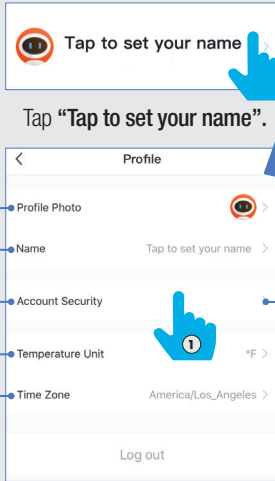 Tap to set your name
Tap "Tap to set your name".
Profile
Profile Photo
Name Tap to set your name
Account Security
1
Temperature Unit °F
Time Zone America/Los_Angeles
Log out